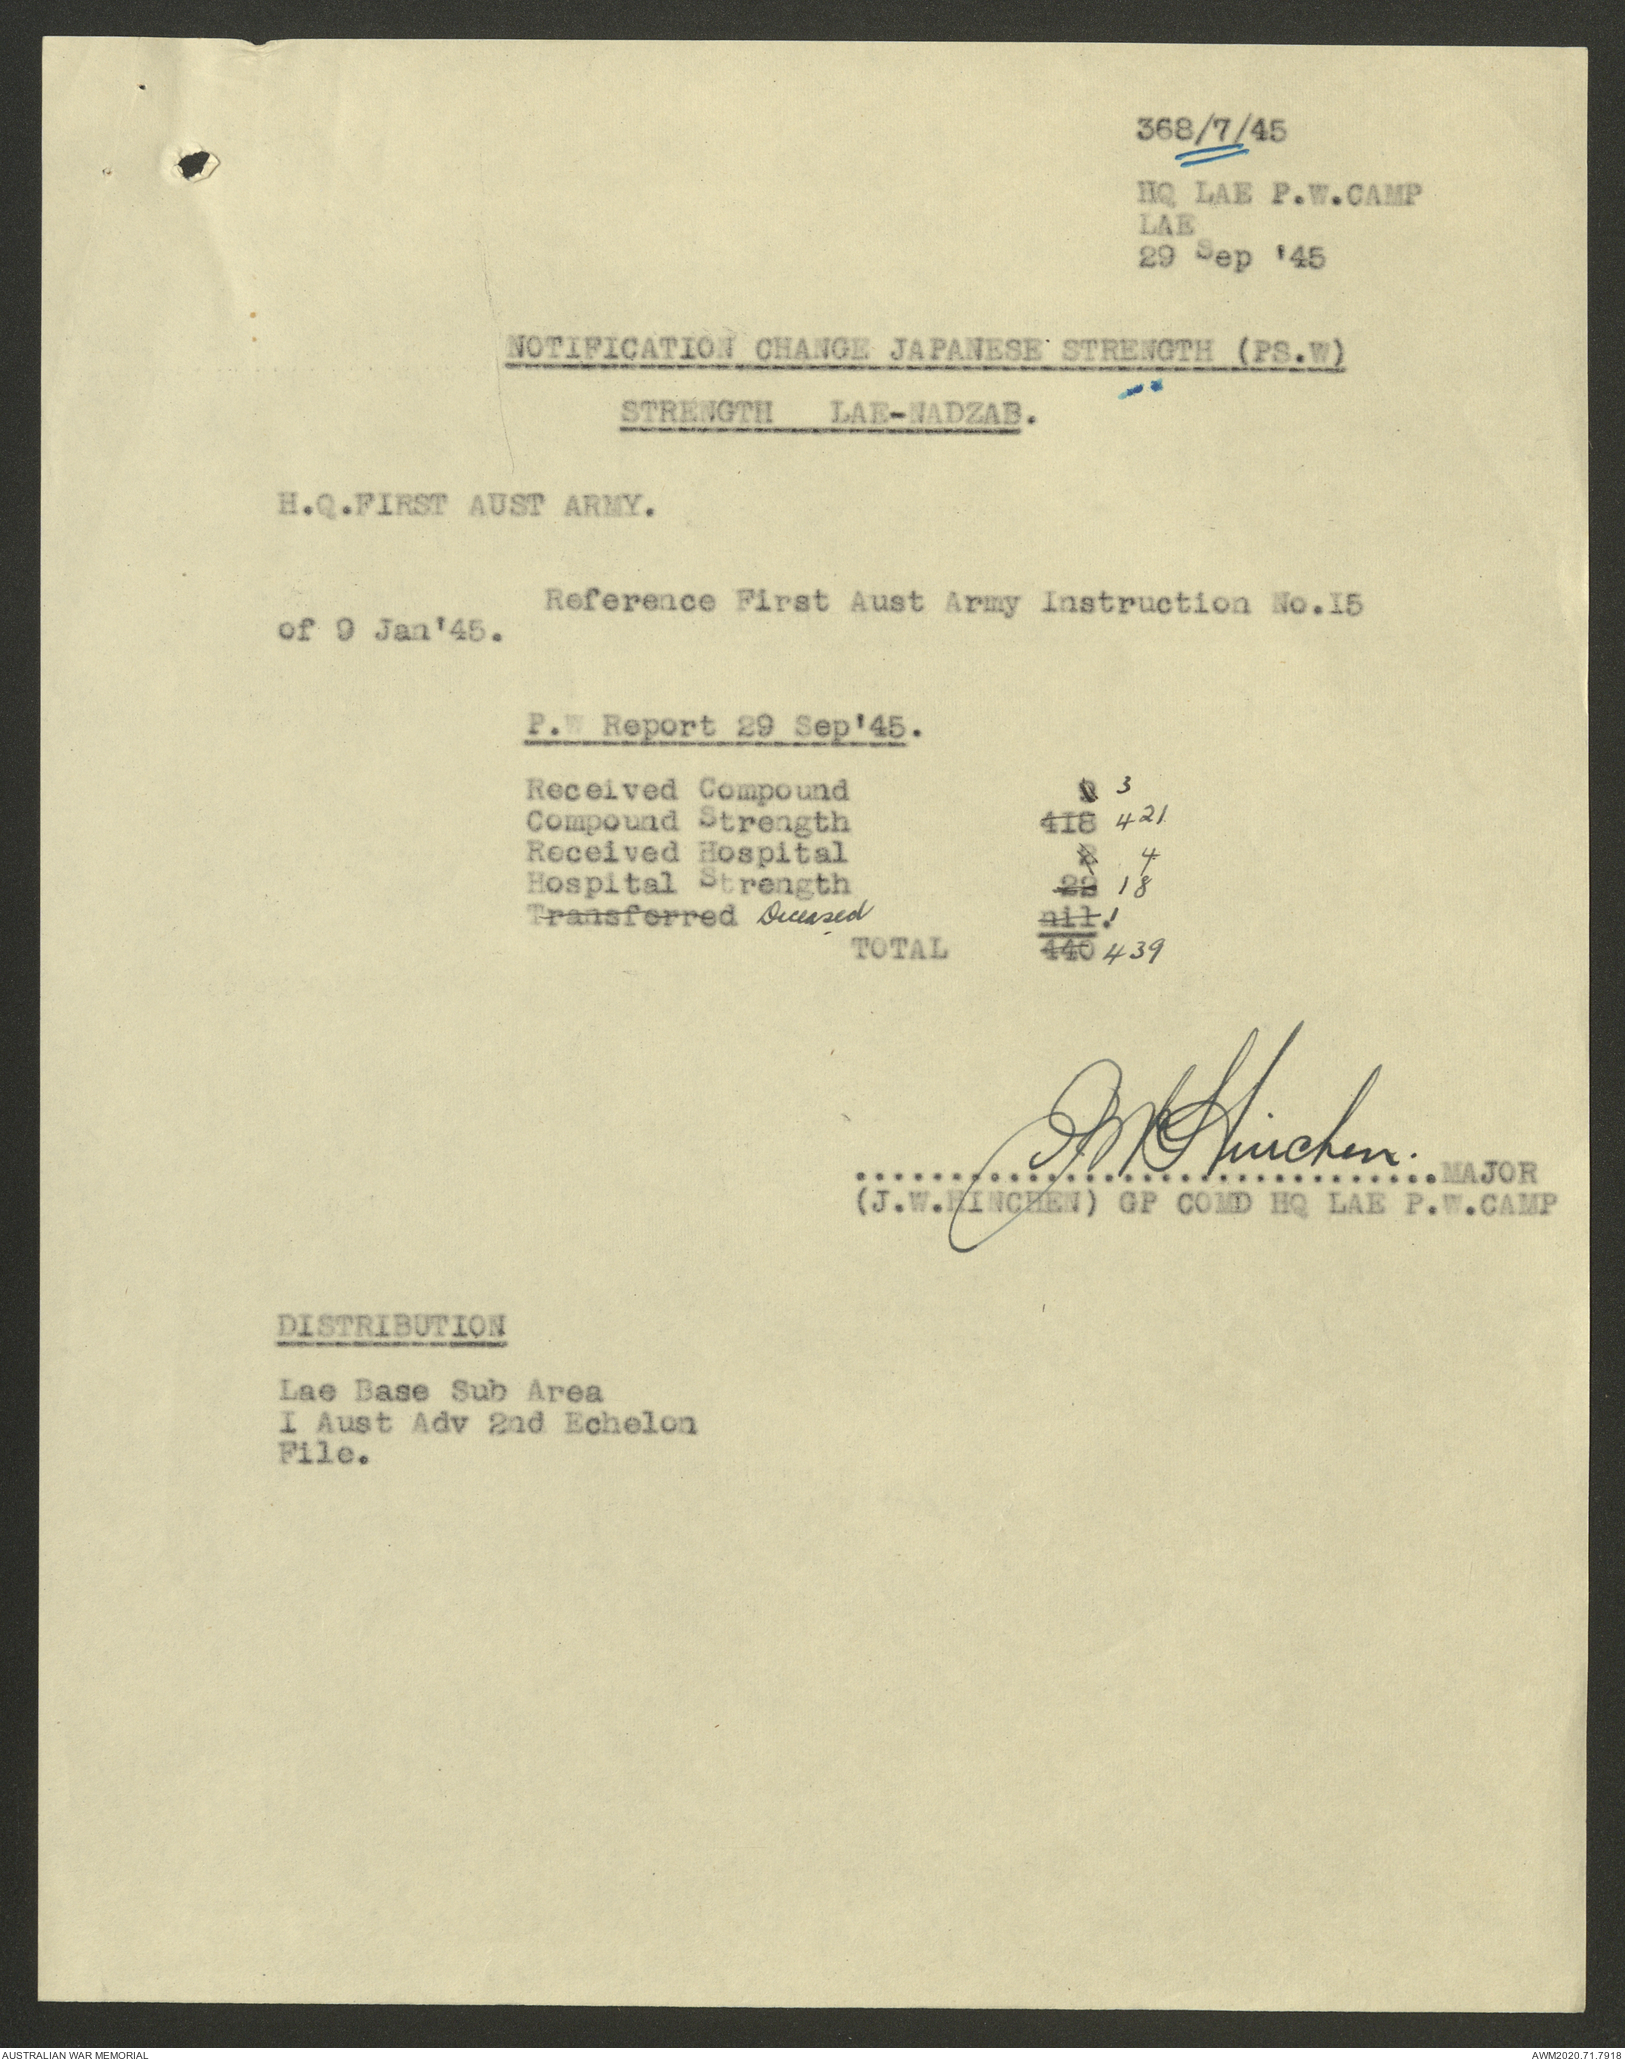 368/7/45
HQ LAE P.W.CAMP
LAE
29 Sep '45
NOTIFICATION CHANGE JAPANESE STRENGTH (PS.W)
STRENGTH LAE-NADZAB.
H.Q.FIRST AUST ARMY.
Reference First Aust Army Instruction No.I5
of 9 Jan'45.
P.W Report 29 Sep'45.
Received Compound 3
Compound Strength 4I8 421
Received Hospital 4
Hospital Strength 22 18
Transferred Deceased nil. 1
TOTAL 440 439
JWHinchen.
MAJOR
(J.W.HINCHEN) GP COMD HQ LAE P.W.CAMP
DISTRIBUTION
Lae Base Sub Area
I Aust Adv 2nd Echelon
File.
AUSTRALIAN WAR MEMORIAL
AWM2020.71.7918